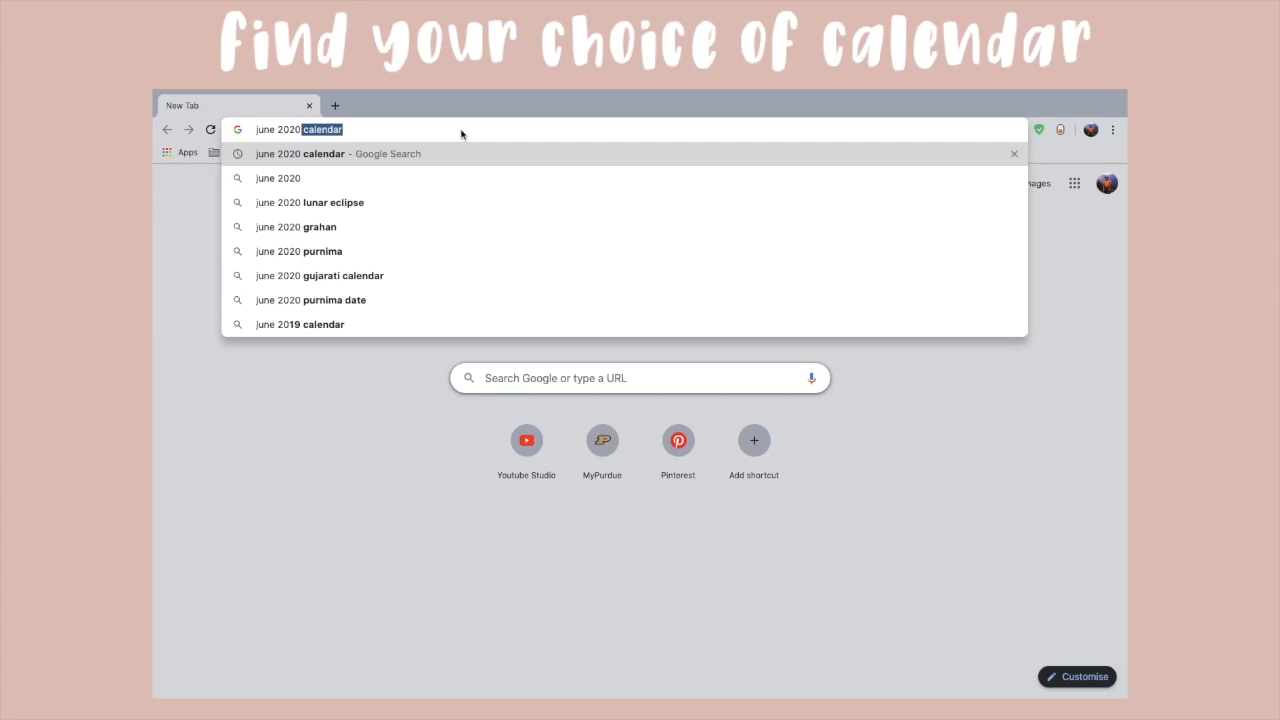 find your choice of calendar
New Tab
june 2020 calendar
Apps
june 2020 calendar - Google Search
june 2020
june 2020 lunar eclipse
june 2020 grahan
june 2020 purnima
june 2020 gujarati calendar
june 2020 purnima date
june 2019 calendar
Search Google or type a URL
Youtube Studio
MyPurdue
Pinterest
Add shortcut
Customise